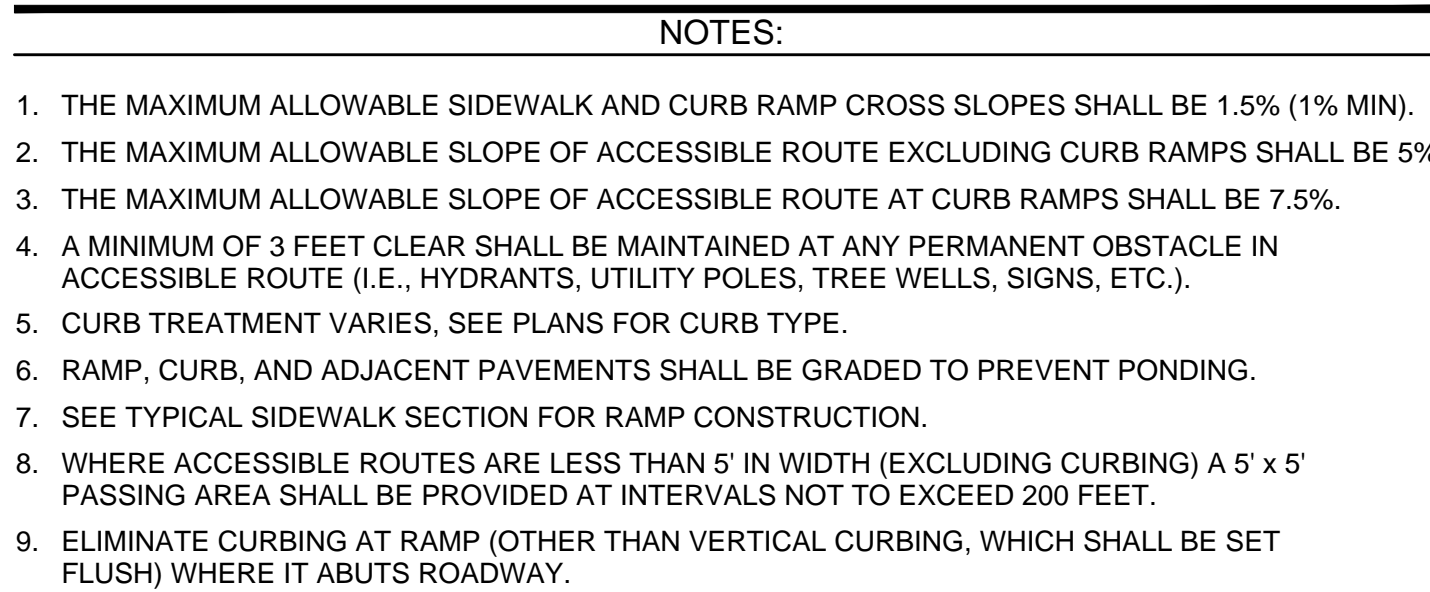 NOTES:
1. THE MAXIMUM ALLOWABLE SIDEWALK AND CURB RAMP CROSS SLOPES SHALL BE 1.5% (1% MIN).
2. THE MAXIMUM ALLOWABLE SLOPE OF ACCESSIBLE ROUTE EXCLUDING CURB RAMPS SHALL BE 5%
3. THE MAXIMUM ALLOWABLE SLOPE OF ACCESSIBLE ROUTE AT CURB RAMPS SHALL BE 7.5%.
4. A MINIMUM OF 3 FEET CLEAR SHALL BE MAINTAINED AT ANY PERMANENT OBSTACLE IN
ACCESSIBLE ROUTE (I.E., HYDRANTS, UTILITY POLES, TREE WELLS, SIGNS, ETC.).
5. CURB TREATMENT VARIES, SEE PLANS FOR CURB TYPE.
6. RAMP, CURB, AND ADJACENT PAVEMENTS SHALL BE GRADED TO PREVENT PONDING.
7. SEE TYPICAL SIDEWALK SECTION FOR RAMP CONSTRUCTION.
8. WHERE ACCESSIBLE ROUTES ARE LESS THAN 5' IN WIDTH (EXCLUDING CURBING) A 5' x 5'
PASSING AREA SHALL BE PROVIDED AT INTERVALS NOT TO EXCEED 200 FEET.
9. ELIMINATE CURBING AT RAMP (OTHER THAN VERTICAL CURBING, WHICH SHALL BE SET
FLUSH) WHERE IT ABUTS ROADWAY.